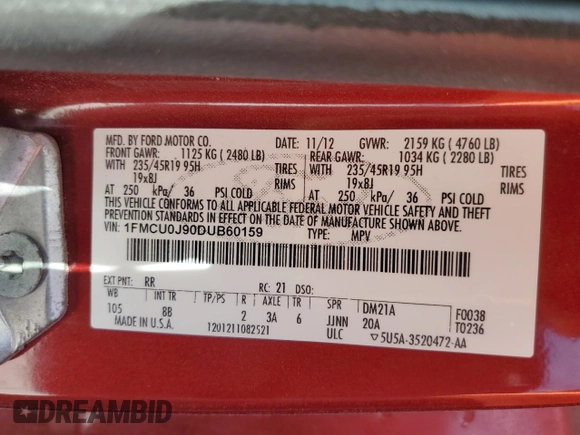 MFD. BY FORD MOTOR CO. DATE: 11/12 GVWR: 2159 KG ( 4760 LB)
FRONT GAWR: 1125 KG ( 2480 LB) REAR GAWR: 1034 KG ( 2280 LB)
WITH 235/45R19 95H TIRES WITH 235/45R19 95H TIRES
19x8J RIMS 19x8J RIMS
AT 250 kPa/ 36 PSI COLD AT 250 kPa/ 36 PSI COLD
THIS VEHICLE CONFORMS TO ALL APPLICABLE FEDERAL MOTOR VEHICLE SAFETY AND THEFT
PREVENTION STANDARDS IN EFFECT ON THE DATE OF MANUFACTURE SHOWN ABOVE.
VIN: 1FMCU0J90DUB60159 TYPE: MPV
EXT PNT: RR RC: 21 DSO:
WB INT TR TP/PS R AXLE TR SPR DM21A F0038
105 8B 2 3A 6 JJNN 20A T0236
MADE IN U.S.A. 1201211082521 ULC ▽5U5A-3520472-AA
DREAMBID